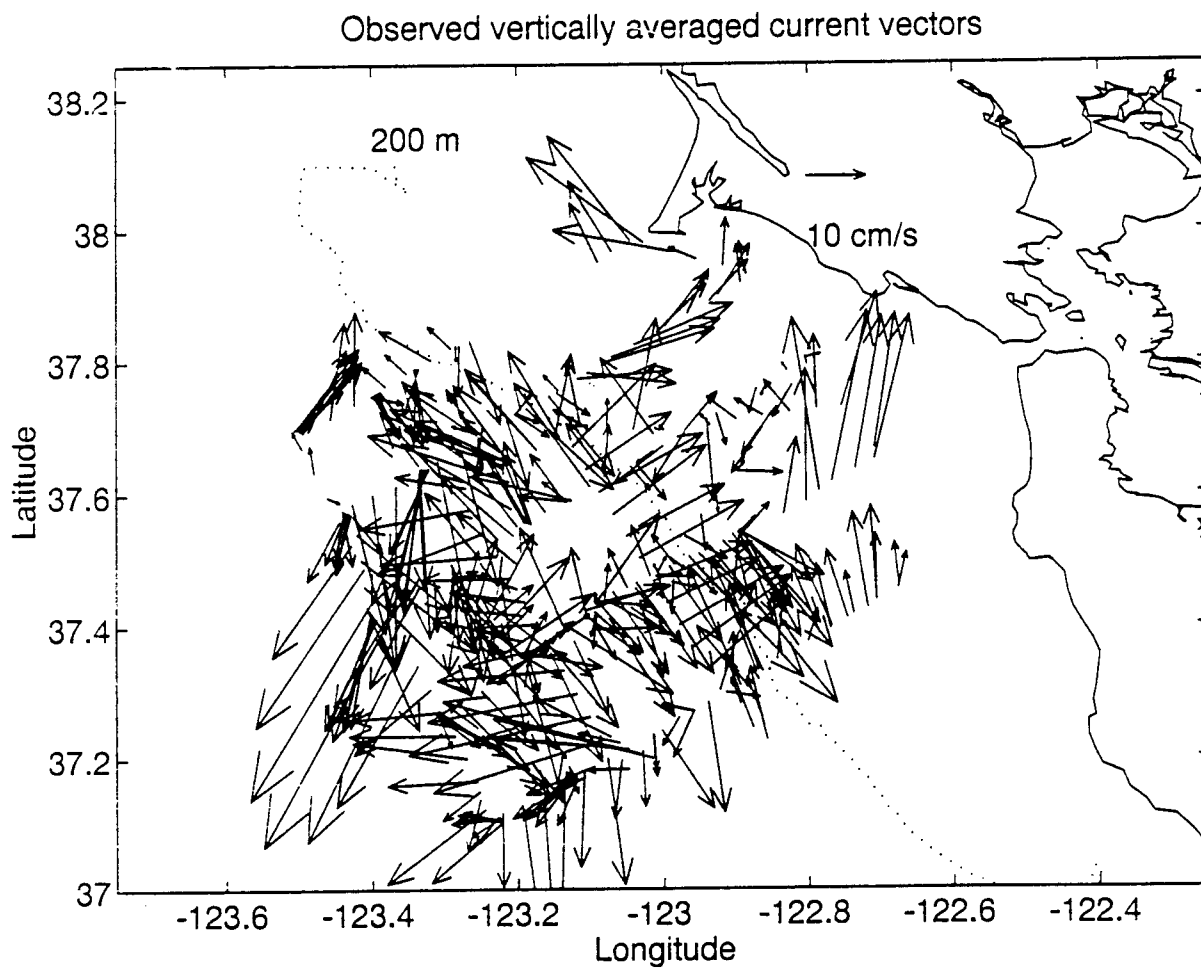 Observed vertically averaged current vectors
38.2
200 m
38
10 cm/s
37.8
37.6
37.4
37.2
37
-123.6
-123.4
-123.2
-123
-122.8
-122.6
-122.4
Latitude
Longitude